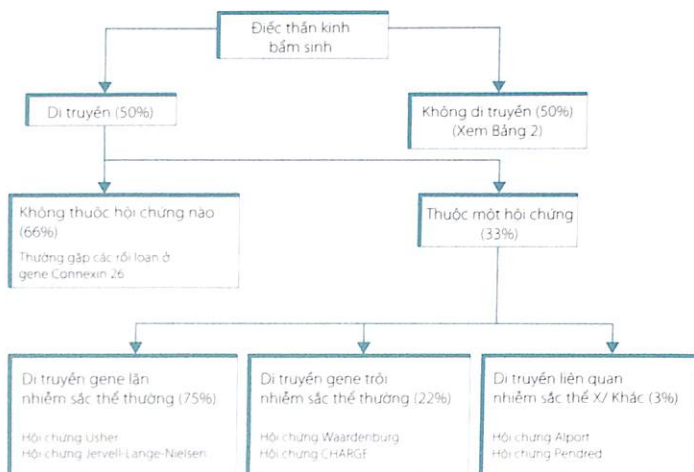 Điếc thần kinh
bẩm sinh
Di truyền (50%)
Không di truyền (50%)
(Xem Bảng 2)
Không thuộc hội chứng nào
(66%)
Thường gặp các rối loạn ở
gene Connexin 26
Thuộc một hội chứng
(33%)
Di truyền gene lặn
nhiễm sắc thể thường (75%)
Hội chứng Usher
Hội chứng Jervell-Lange-Nielsen
Di truyền gene trội
nhiễm sắc thể thường (22%)
Hội chứng Waardenburg
Hội chứng CHARGE
Di truyền liên quan
nhiễm sắc thể X/ Khác (3%)
Hội chứng Alport
Hội chứng Pendred